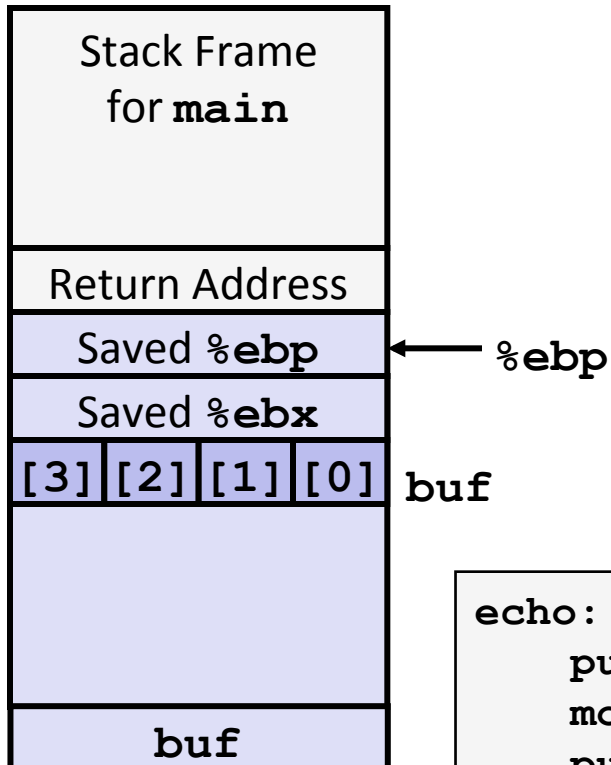 Stack Frame
for main
Return Address
Saved %ebp
%ebp
Saved %ebx
[3] [2] [1] [0]
buf
echo:
buf